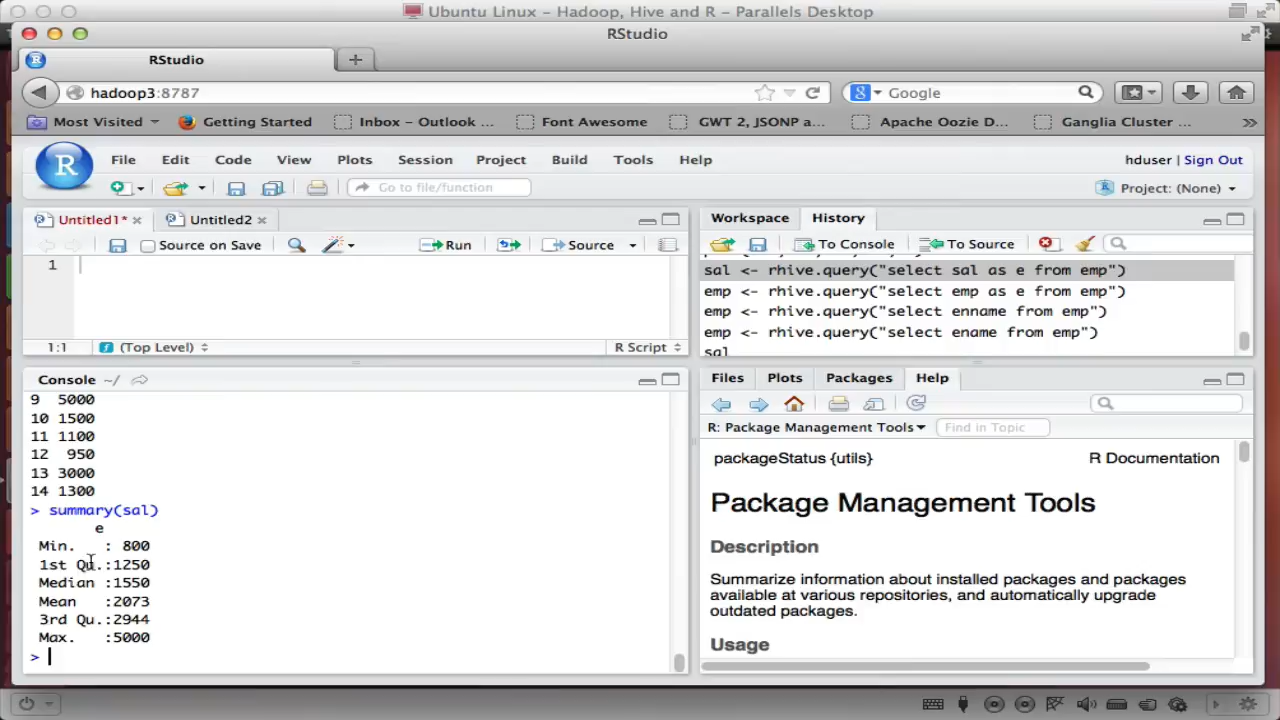 Ubuntu Linux - Hadoop, Hive and R - Parallels Desktop
RStudio
RStudio
hadoop3:8787
Google
Most Visited
Getting Started
Inbox – Outlook ...
Font Awesome
GWT 2, JSONP a...
Apache Oozie D...
Ganglia Cluster ...
R
File Edit Code View Plots Session Project Build Tools Help
hduser | Sign Out
Go to file/function
Project: (None)
Untitled1*
Untitled2
Source on Save
Run
Source
1
1:1
(Top Level)
R Script
Workspace History
To Console
To Source
sal <- rhive.query("select sal as e from emp")
emp <- rhive.query("select emp as e from emp")
emp <- rhive.query("select enname from emp")
emp <- rhive.query("select ename from emp")
sal
Console ~/
9 5000
10 1500
11 1100
12 950
13 3000
14 1300
> summary(sal)
e
Min. : 800
1st Qu.:1250
Median :1550
Mean :2073
3rd Qu.:2944
Max. :5000
>
Files Plots Packages Help
R: Package Management Tools
Find in Topic
packageStatus {utils}
R Documentation
Package Management Tools
Description
Summarize information about installed packages and packages
available at various repositories, and automatically upgrade
outdated packages.
Usage